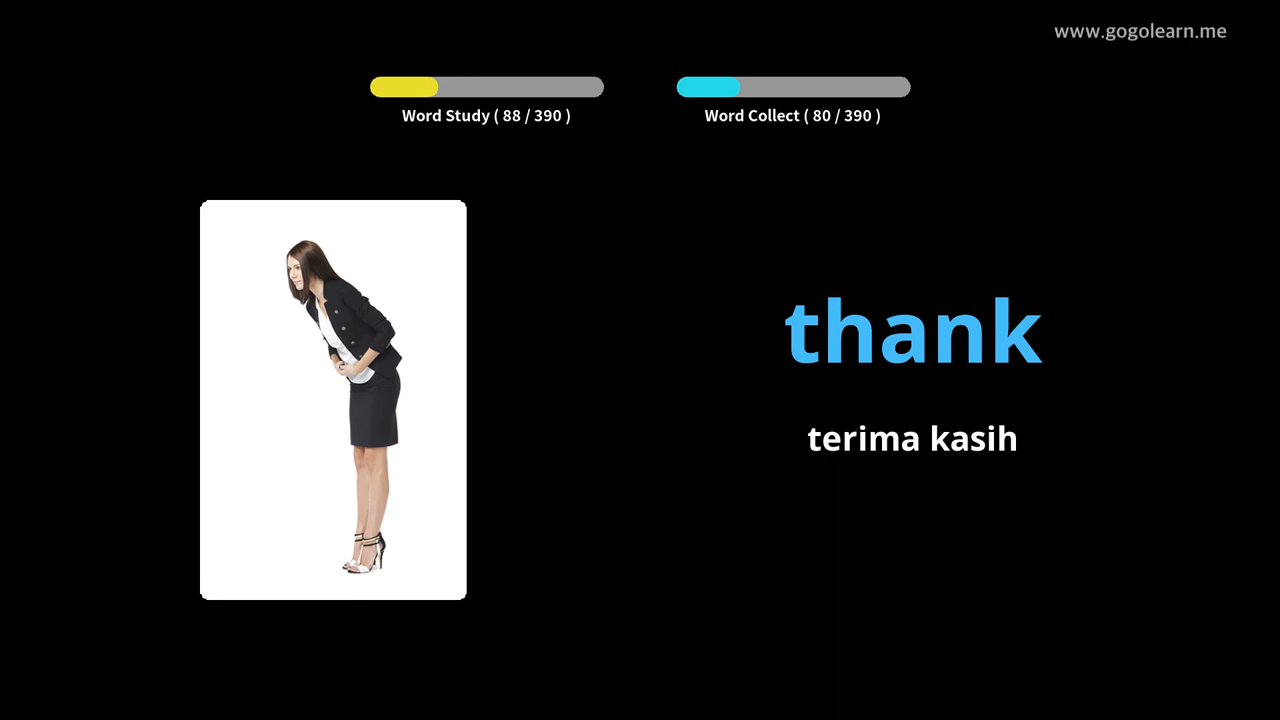 www.gogolearn.me
Word Study ( 88 / 390 )
Word Collect ( 80 / 390 )
thank
terima kasih